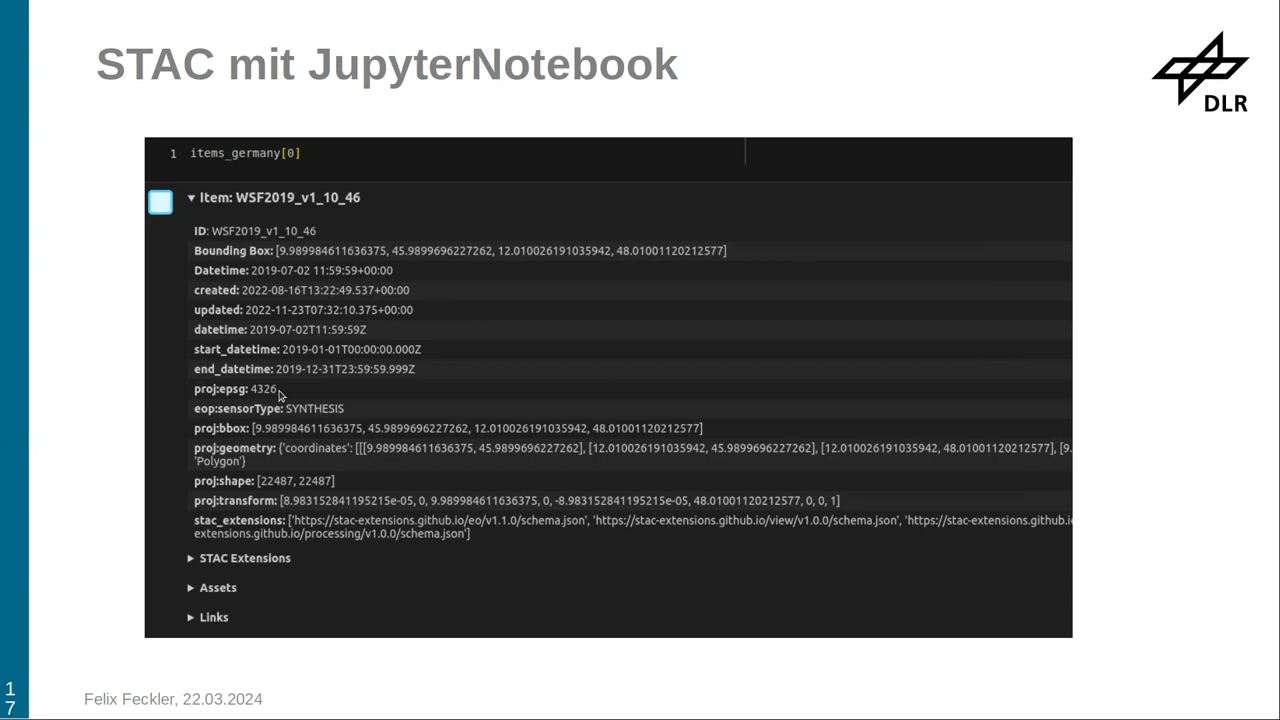 STAC mit JupyterNotebook
DLR
1 items_germany[0]
▾ Item: WSF2019_v1_10_46
ID: WSF2019_v1_10_46
Bounding Box: [9.989984611636375, 45.9899696227262, 12.010026191035942, 48.01001120212577]
Datetime: 2019-07-02 11:59:59+00:00
created: 2022-08-16T13:22:49.537+00:00
updated: 2022-11-23T07:32:10.375+00:00
datetime: 2019-07-02T11:59:59Z
start_datetime: 2019-01-01T00:00:00.000Z
end_datetime: 2019-12-31T23:59:59.999Z
proj:epsg: 4326
eop:sensorType: SYNTHESIS
proj:bbox: [9.989984611636375, 45.9899696227262, 12.010026191035942, 48.01001120212577]
proj:geometry: {'coordinates': [[[9.989984611636375, 45.9899696227262], [12.010026191035942, 45.9899696227262], [12.010026191035942, 48.01001120212577], [9.
'Polygon'}
proj:shape: [22487, 22487]
proj:transform: [8.983152841195215e-05, 0, 9.989984611636375, 0, -8.983152841195215e-05, 48.01001120212577, 0, 0, 1]
stac_extensions: ['https://stac-extensions.github.io/eo/v1.1.0/schema.json', 'https://stac-extensions.github.io/view/v1.0.0/schema.json', 'https://stac-extensions.github.io
extensions.github.io/processing/v1.0.0/schema.json']
▸ STAC Extensions
▸ Assets
▸ Links
Felix Feckler, 22.03.2024
1
7